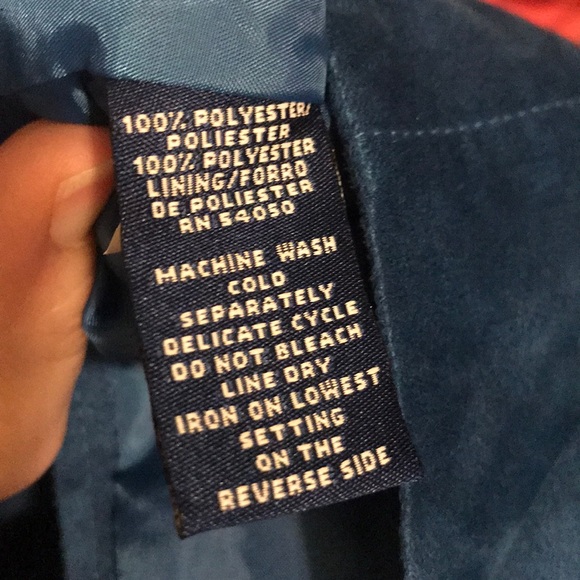 100% POLYESTER/
POLIESTER
100% POLYESTER
LINING/FORRO
DE POLIESTER
RN 54050
MACHINE WASH
COLD
SEPARATELY
DELICATE CYCLE
DO NOT BLEACH
LINE DRY
IRON ON LOWEST
SETTING
ON THE
REVERSE SIDE